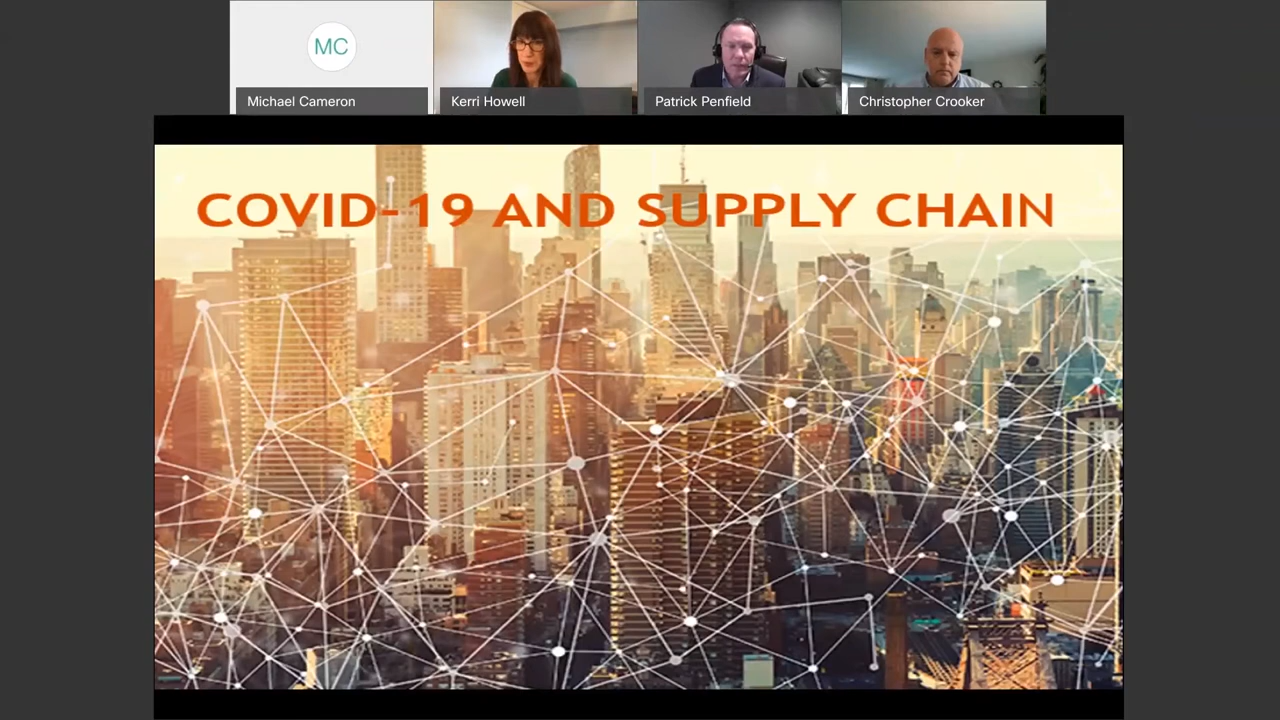 MC
Michael Cameron
Kerri Howell
Patrick Penfield
Christopher Crooker
COVID-19 AND SUPPLY CHAIN